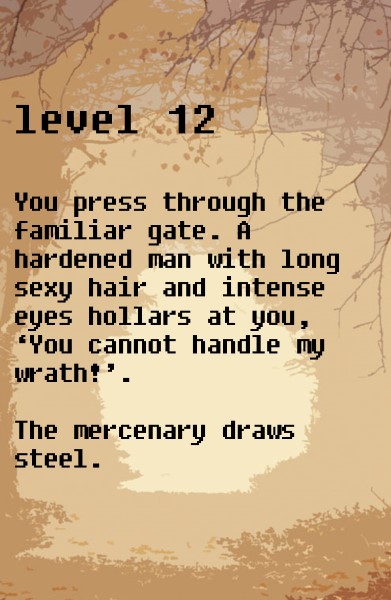 level 12
You press through the
familiar gate. A
hardened man with long
sexy hair and intense
eyes hollars at you,
‘You cannot handle my
wrath!’.
The mercenary draws
steel.